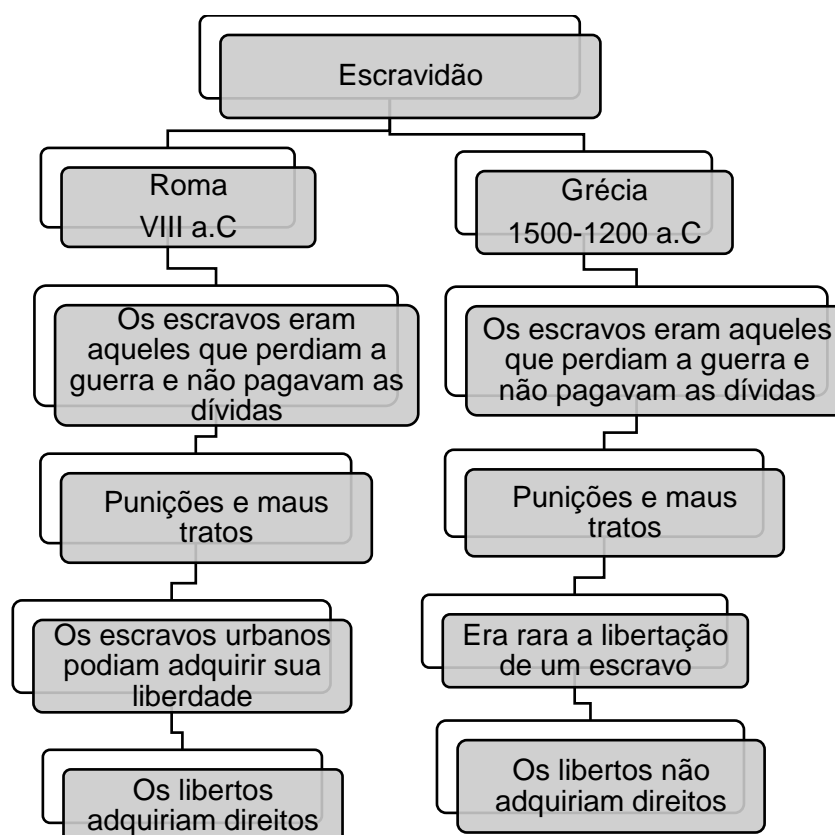 Escravidão
Roma
VIII a.C
Os escravos eram
aqueles que perdiam a
guerra e não pagavam as
dívidas
Punições e maus
tratos
Os escravos urbanos
podiam adquirir sua
liberdade
Os libertos
adquiriam direitos
Grécia
1500-1200 a.C
Os escravos eram aqueles
que perdiam a guerra e
não pagavam as dívidas
Punições e maus
tratos
Era rara a libertação
de um escravo
Os libertos não
adquiriam direitos